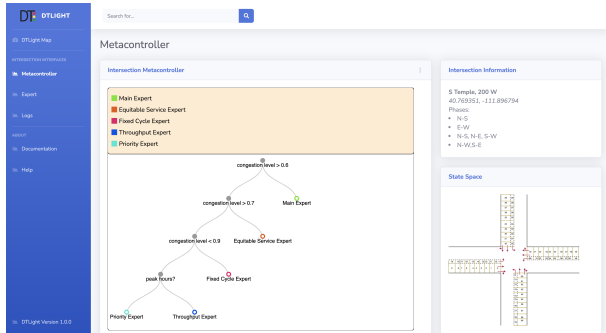 DT DTLIGHT
Search for...
DTLight Map
INTERSECTION INTERFACES
Metacontroller
Expert
Logs
ABOUT
Documentation
Help
DTLight Version 1.0.0
Metacontroller
Intersection Metacontroller
Main Expert
Equitable Service Expert
Fixed Cycle Expert
Throughput Expert
Priority Expert
congestion level > 0.6
congestion level > 0.7
Main Expert
congestion level < 0.9
Equitable Service Expert
peak hours?
Fixed Cycle Expert
Priority Expert
Throughput Expert
Intersection Information
S Temple, 200 W
40.769351, -111.896794
Phases:
N-S
E-W
N-S, N-E, S-W
N-W,S-E
State Space